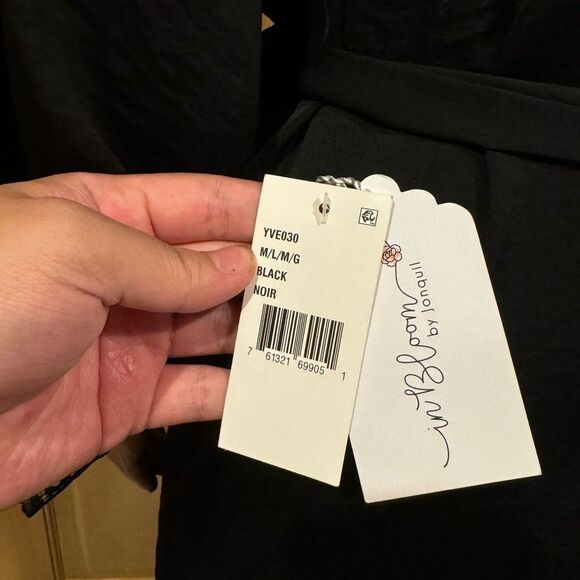 YVE030
M/L/M/G
BLACK
NOIR
7 61321 69905 1
in Bloom
by Jonquil